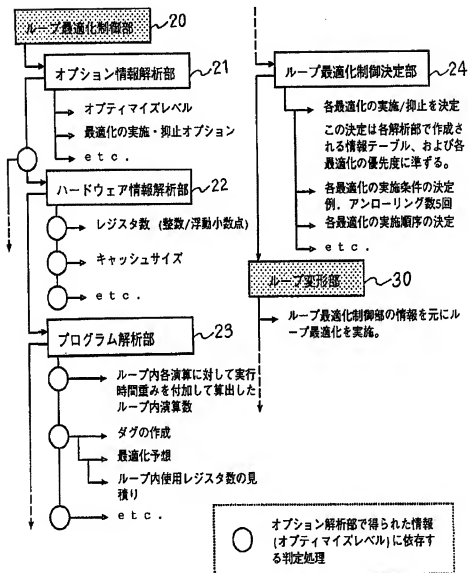 ループ最適化制御部
20
オプション情報解析部
21
オプティマイズレベル
最適化の実施・抑止オプション
etc.
ハードウェア情報解析部
22
レジスタ数 (整数/浮動小数点)
キャッシュサイズ
etc.
プログラム解析部
23
ループ内各演算に対して実行
時間重みを付加して算出した
ループ内演算数
ダグの作成
最適化予想
ループ内使用レジスタ数の見
積り
etc.
ループ最適化制御決定部
24
各最適化の実施/抑止を決定
この決定は各解析部で作成さ
れる情報テーブル、および各
最適化の優先度に準ずる。
各最適化の実施条件の決定
例. アンローリング数5回
各最適化の実施順序の決定
etc.
ループ変形部
30
ループ最適化制御部の情報を元にル
ープ最適化を実施。
オプション解析部で得られた情報
(オプティマイズレベル)に依存す
る判定処理